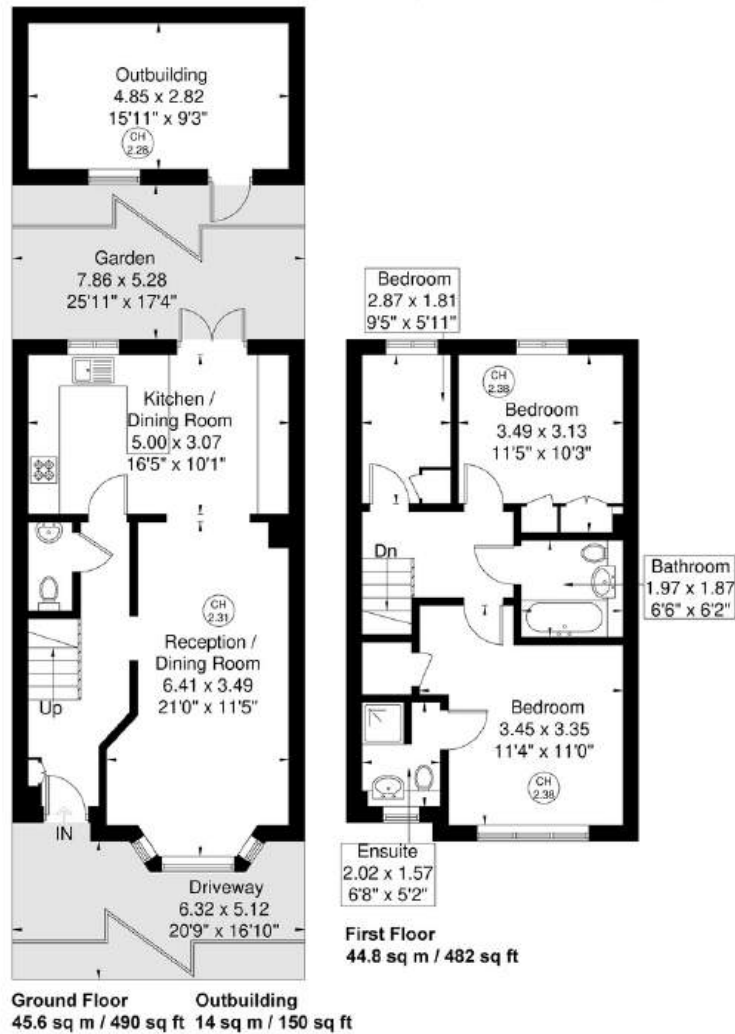 Outbuilding
4.85 x 2.82
15'11" x 9'3"
CH
2.28
Garden
7.86 x 5.28
25'11" x 17'4"
Kitchen /
Dining Room
5.00 x 3.07
16'5" x 10'1"
CH
2.31
Reception /
Dining Room
6.41 x 3.49
21'0" x 11'5"
Up
IN
Driveway
6.32 x 5.12
20'9" x 16'10"
Ground Floor
45.6 sq m / 490 sq ft
Outbuilding
14 sq m / 150 sq ft
Bedroom
2.87 x 1.81
9'5" x 5'11"
CH
2.38
Bedroom
3.49 x 3.13
11'5" x 10'3"
Dn
Bathroom
1.97 x 1.87
6'6" x 6'2"
Bedroom
3.45 x 3.35
11'4" x 11'0"
CH
2.38
Ensuite
2.02 x 1.57
6'8" x 5'2"
First Floor
44.8 sq m / 482 sq ft